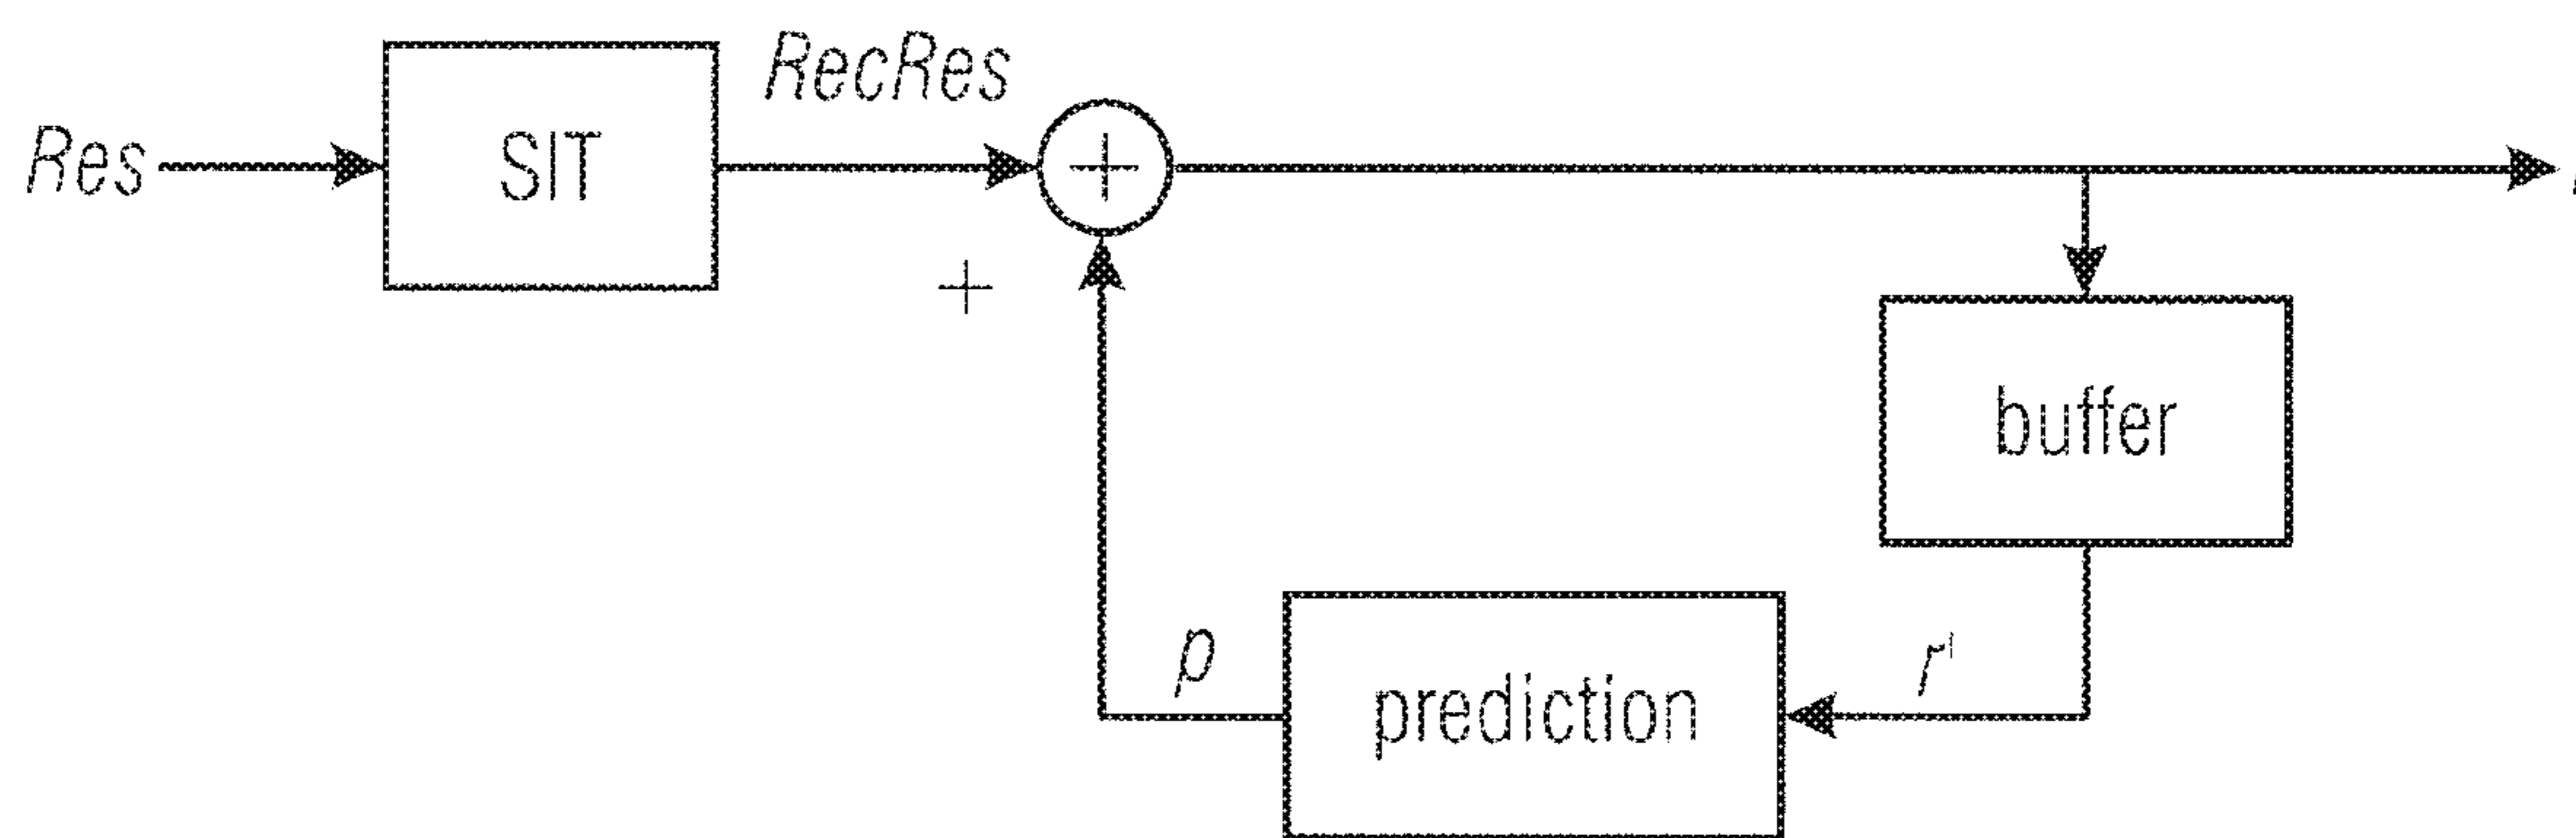 RecRes
Res
SIT
+
+
buffer
p
r'
prediction